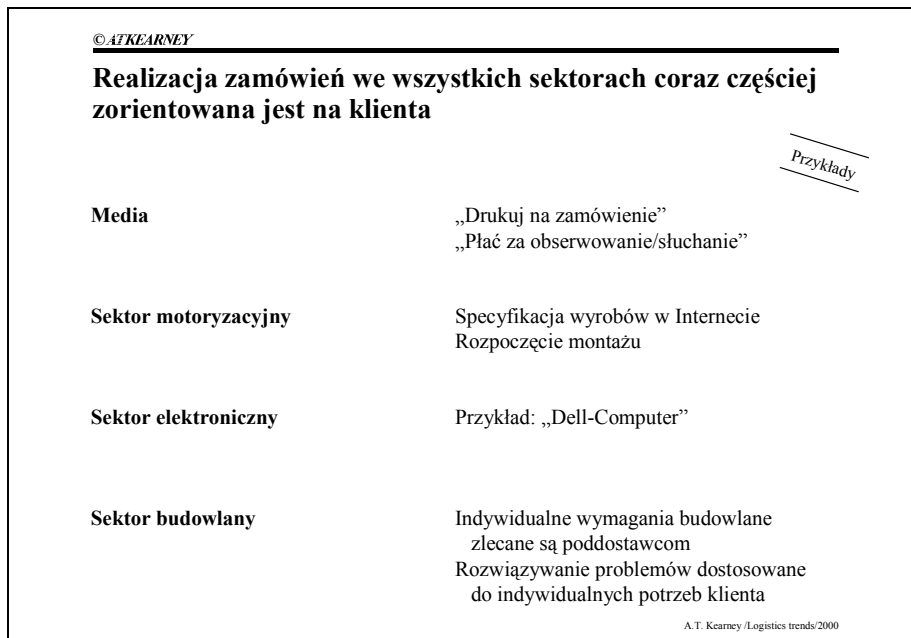 © ATKEARNEY
Realizacja zamówień we wszystkich sektorach coraz częściej
zorientowana jest na klienta
Przykłady
Media
„Drukuj na zamówienie”
„Płać za obserwowanie/słuchanie”
Sektor motoryzacyjny
Specyfikacja wyrobów w Internecie
Rozpoczęcie montażu
Sektor elektroniczny
Przykład: „Dell-Computer”
Sektor budowlany
Indywidualne wymagania budowlane
zlecane są poddostawcom
Rozwiązywanie problemów dostosowane
do indywidualnych potrzeb klienta
A.T. Kearney /Logistics trends/2000